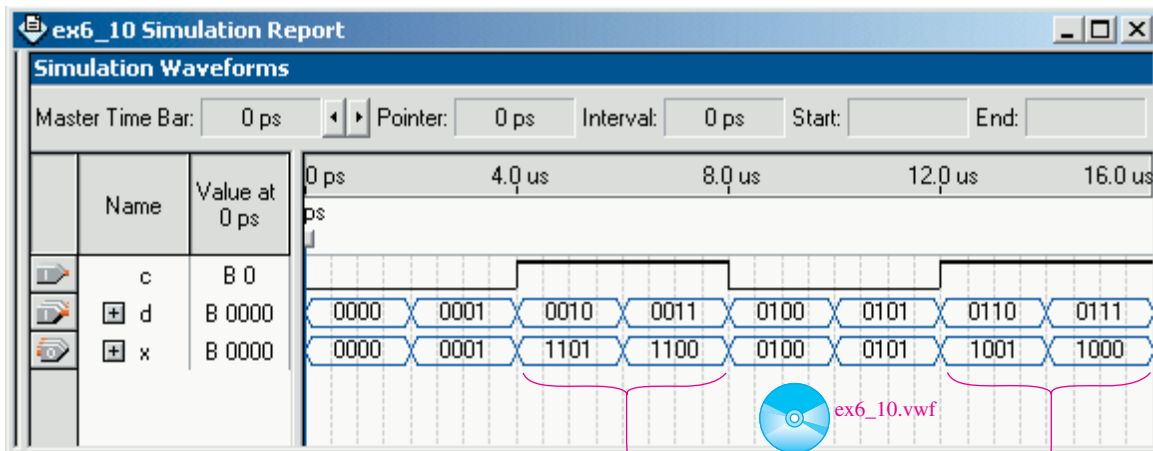 ex6_10 Simulation Report
Simulation Waveforms
Master Time Bar: 0 ps Pointer: 0 ps Interval: 0 ps Start: End:
Name Value at 0 ps
0 ps 4.0 us 8.0 us 12.0 us 16.0 us
ps
c B 0
d B 0000 0000 0001 0010 0011 0100 0101 0110 0111
x B 0000 0000 0001 1101 1100 0100 0101 1001 1000
ex6_10.vwf